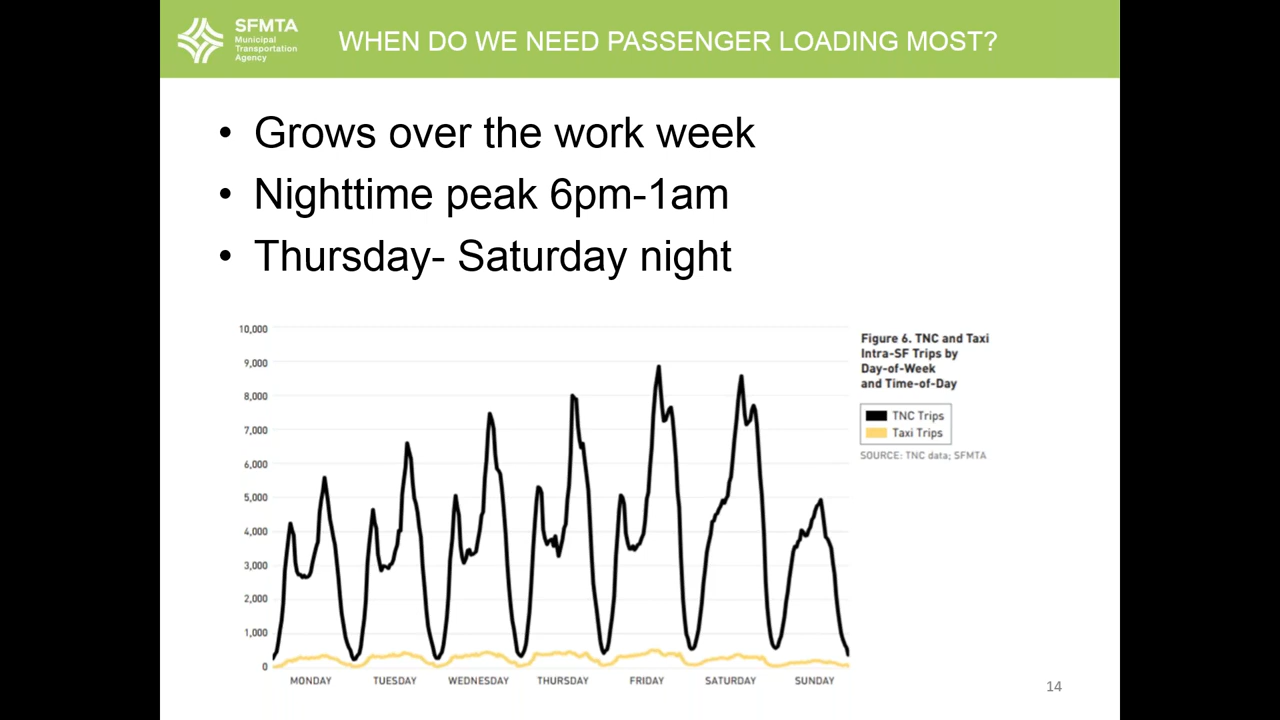 SFMTA
Municipal
Transportation
Agency
WHEN DO WE NEED PASSENGER LOADING MOST?
• Grows over the work week
• Nighttime peak 6pm-1am
• Thursday- Saturday night
10,000
9,000
8,000
7,000
6,000
5,000
4,000
3,000
2,000
1,000
0
MONDAY TUESDAY WEDNESDAY THURSDAY FRIDAY SATURDAY SUNDAY
Figure 6. TNC and Taxi
Intra-SF Trips by
Day-of-Week
and Time-of-Day
TNC Trips
Taxi Trips
SOURCE: TNC data; SFMTA
14